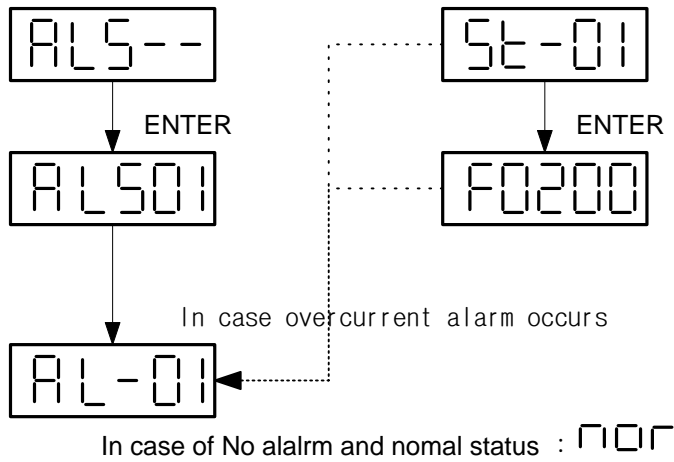 ALS--
St-01
ENTER
ENTER
ALS01
F0200
In case overcurrent alarm occurs
AL-01
In case of No alalrm and nomal status : nor